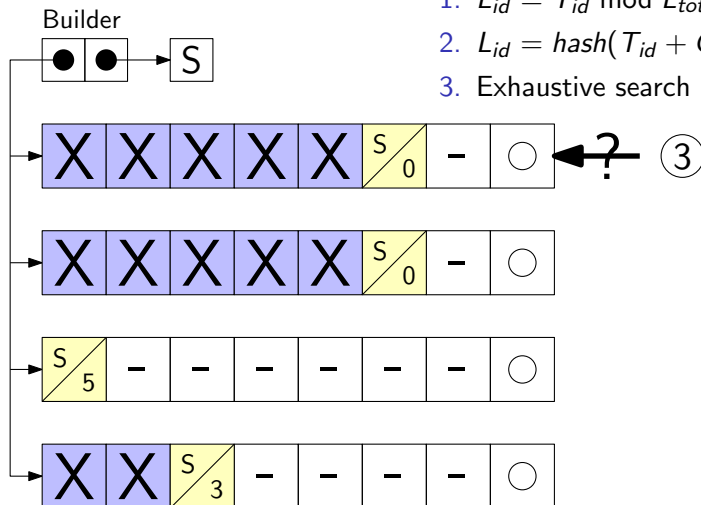 Builder
S
1. L_id = T_id mod L_tot
2. L_id = hash(T_id +
3. Exhaustive search
X X X X X S/0 - ○ ? 3
X X X X X S/0 - ○
S/5 - - - - - - ○
X X S/3 - - - - ○